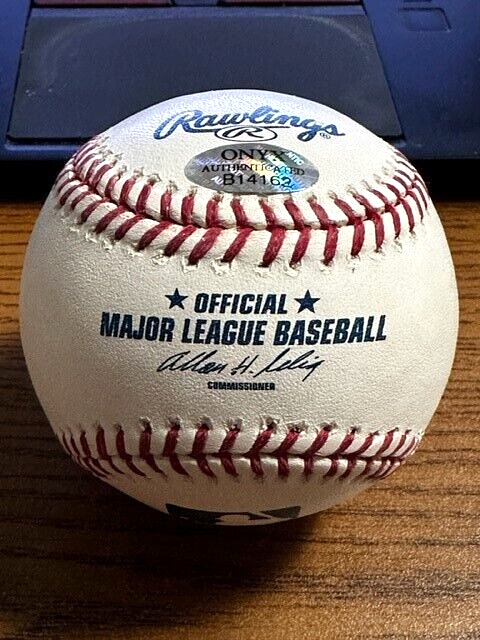 Rawlings®
R
ONYX
AUTHENTICATED
B14162
★ OFFICIAL ★
MAJOR LEAGUE BASEBALL
Allan H. Selig
COMMISSIONER